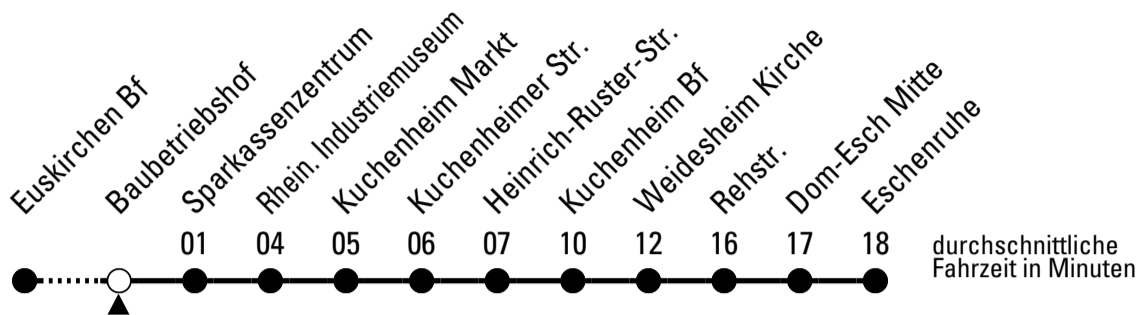 Euskirchen Bf
Baubetriebshof
Sparkassenzentrum
Rhein. Industriemuseum
Kuchenheim Markt
Kuchenheimer Str.
Heinrich-Ruster-Str.
Kuchenheim Bf
Weidesheim Kirche
Rehstr.
Dom-Esch Mitte
Eschenruhe
01 04 05 06 07 10 12 16 17 18
durchschnittliche
Fahrzeit in Minuten